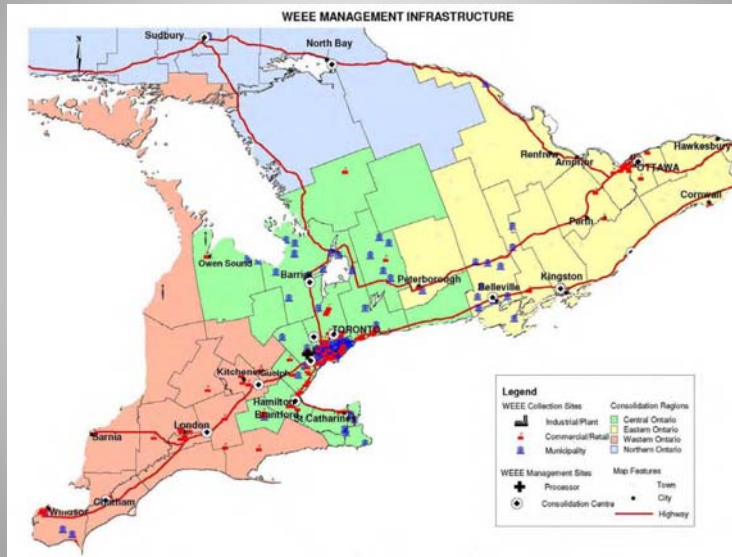 WEEE MANAGEMENT INFRASTRUCTURE
Sudbury
North Bay
N
Hawkesbury
Renfrew
Arnprior
OTTAWA
Cornwall
Perth
Owen Sound
Barrie
Peterborough
Belleville
Kingston
TORONTO
Kitchener
Guelph
Hamilton
Brantford
St Catharines
London
Sarnia
Chatham
Windsor
Legend
WEEE Collection Sites
Industrial/Plant
Commercial/Retail
Municipality
WEEE Management Sites
Processor
Consolidation Centre
Consolidation Regions
Central Ontario
Eastern Ontario
Western Ontario
Northern Ontario
Map Features
Town
City
Highway